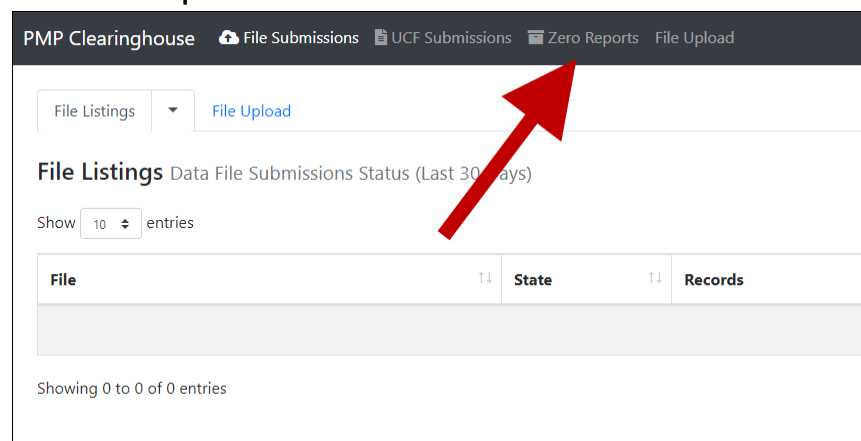 PMP Clearinghouse File Submissions UCF Submissions Zero Reports File Upload
File Listings File Upload
File Listings Data File Submissions Status (Last 30 Days)
Show 10 entries
File State Records
Showing 0 to 0 of 0 entries